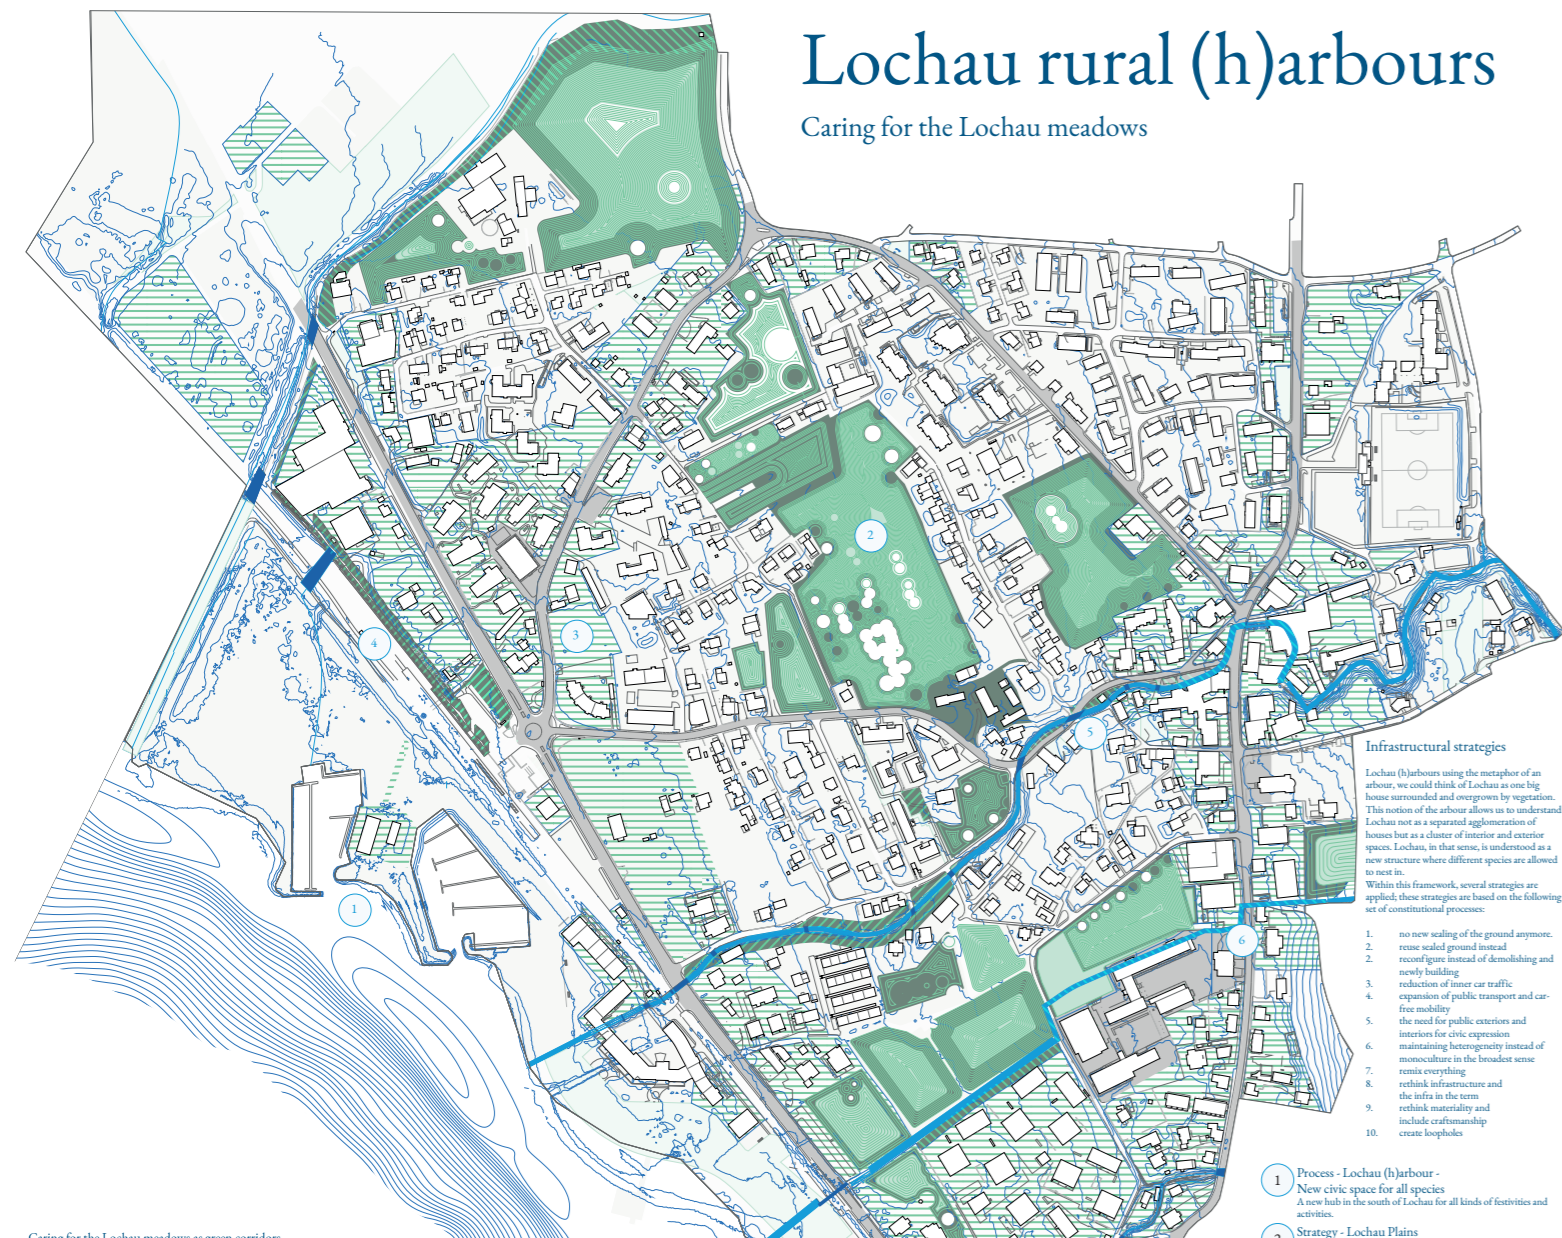 Lochau rural (h)arbours
Caring for the Lochau meadows
2
3
4
5
1
6
Infrastructural strategies
Lochau (h)arbours using the metaphor of an
arbour, we could think of Lochau as one big
house surrounded and overgrown by vegetation.
This notion of the arbour allows us to understand
Lochau not as a separated agglomeration of
houses but as a cluster of interior and exterior
spaces. Lochau, in that sense, is understood as a
new structure where different species are allowed
to nest in.
Within this framework, several strategies are
applied; these strategies are based on the following
set of constitutional processes:
1. no new sealing of the ground anymore.
2. reuse sealed ground instead
2. reconfigure instead of demolishing and
newly building
3. reduction of inner car traffic
4. expansion of public transport and car-
free mobility
5. the need for public exteriors and
interiors for civic expression
6. maintaining heterogeneity instead of
monoculture in the broadest sense
7. remix everything
8. rethink infrastructure and
the infra in the term
9. rethink materiality and
include craftsmanship
10. create loopholes
1 Process - Lochau (h)arbour -
New civic space for all species
A new hub in the south of Lochau for all kinds of festivities and
activities.
2 Strategy - Lochau Plains
Caring for the Lochau meadows as green corridors